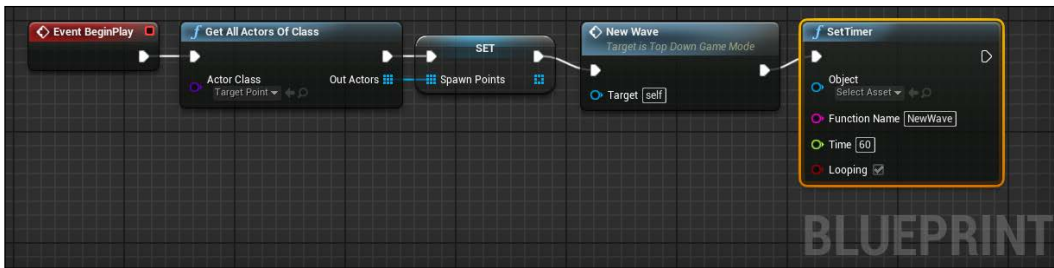 Event BeginPlay
Get All Actors Of Class
Actor Class
Target Point
Out Actors
SET
Spawn Points
New Wave
Target is Top Down Game Mode
Target self
SetTimer
Object
Select Asset
Function Name NewWave
Time 60
Looping
BLUEPRINT